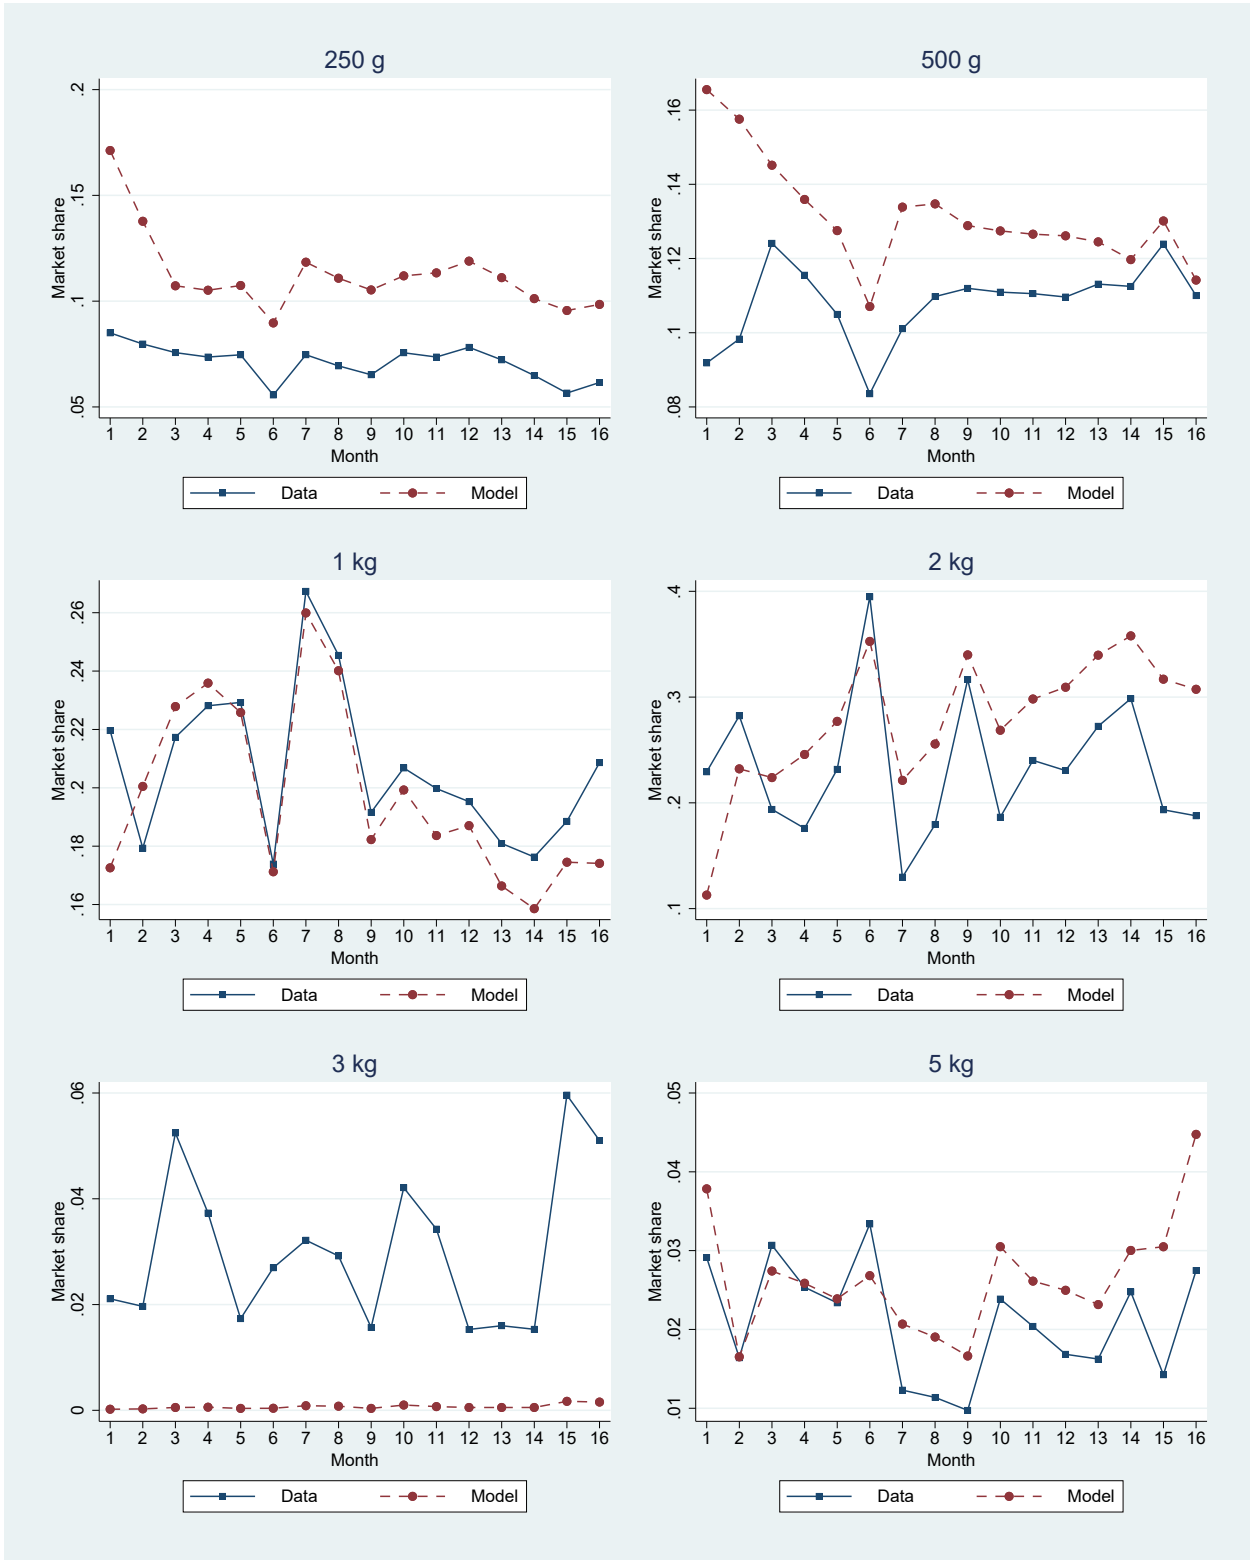 250 g
.2
.15
.1
.05
Market share
1 2 3 4 5 6 7 8 9 10 11 12 13 14 15 16
Month
Data Model
500 g
.16
.14
.12
.1
.08
Market share
1 2 3 4 5 6 7 8 9 10 11 12 13 14 15 16
Month
Data Model
1 kg
.26
.24
.22
.2
.18
.16
Market share
1 2 3 4 5 6 7 8 9 10 11 12 13 14 15 16
Month
Data Model
2 kg
.4
.3
.2
.1
Market share
1 2 3 4 5 6 7 8 9 10 11 12 13 14 15 16
Month
Data Model
3 kg
.06
.04
.02
0
Market share
1 2 3 4 5 6 7 8 9 10 11 12 13 14 15 16
Month
Data Model
5 kg
.05
.04
.03
.02
.01
Market share
1 2 3 4 5 6 7 8 9 10 11 12 13 14 15 16
Month
Data Model